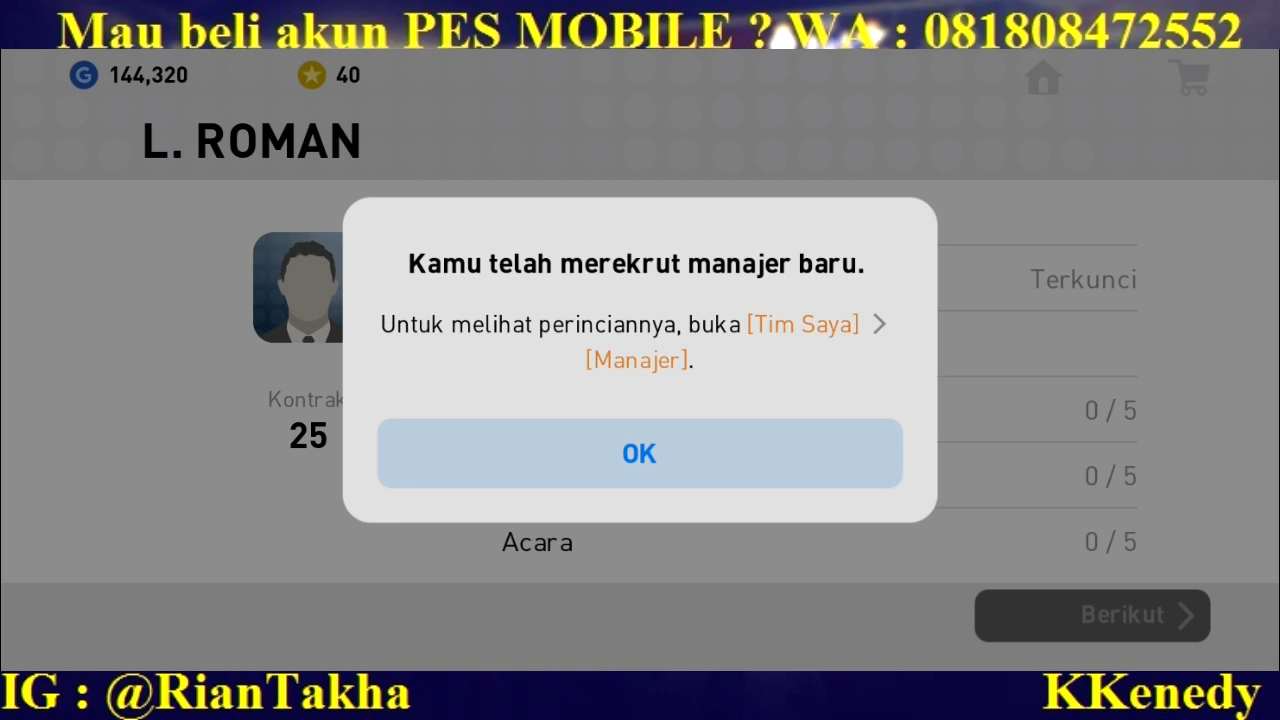 Mau beli akun PES MOBILE ? WA : 081808472552
G 144,320 40
L. ROMAN
Kamu telah merekrut manajer baru.
Terkunci
Untuk melihat perinciannya, buka [Tim Saya] >
[Manajer].
Kontrak
25
0 / 5
OK
0 / 5
Acara 0 / 5
Berikut >
IG : @RianTakha KKenedy